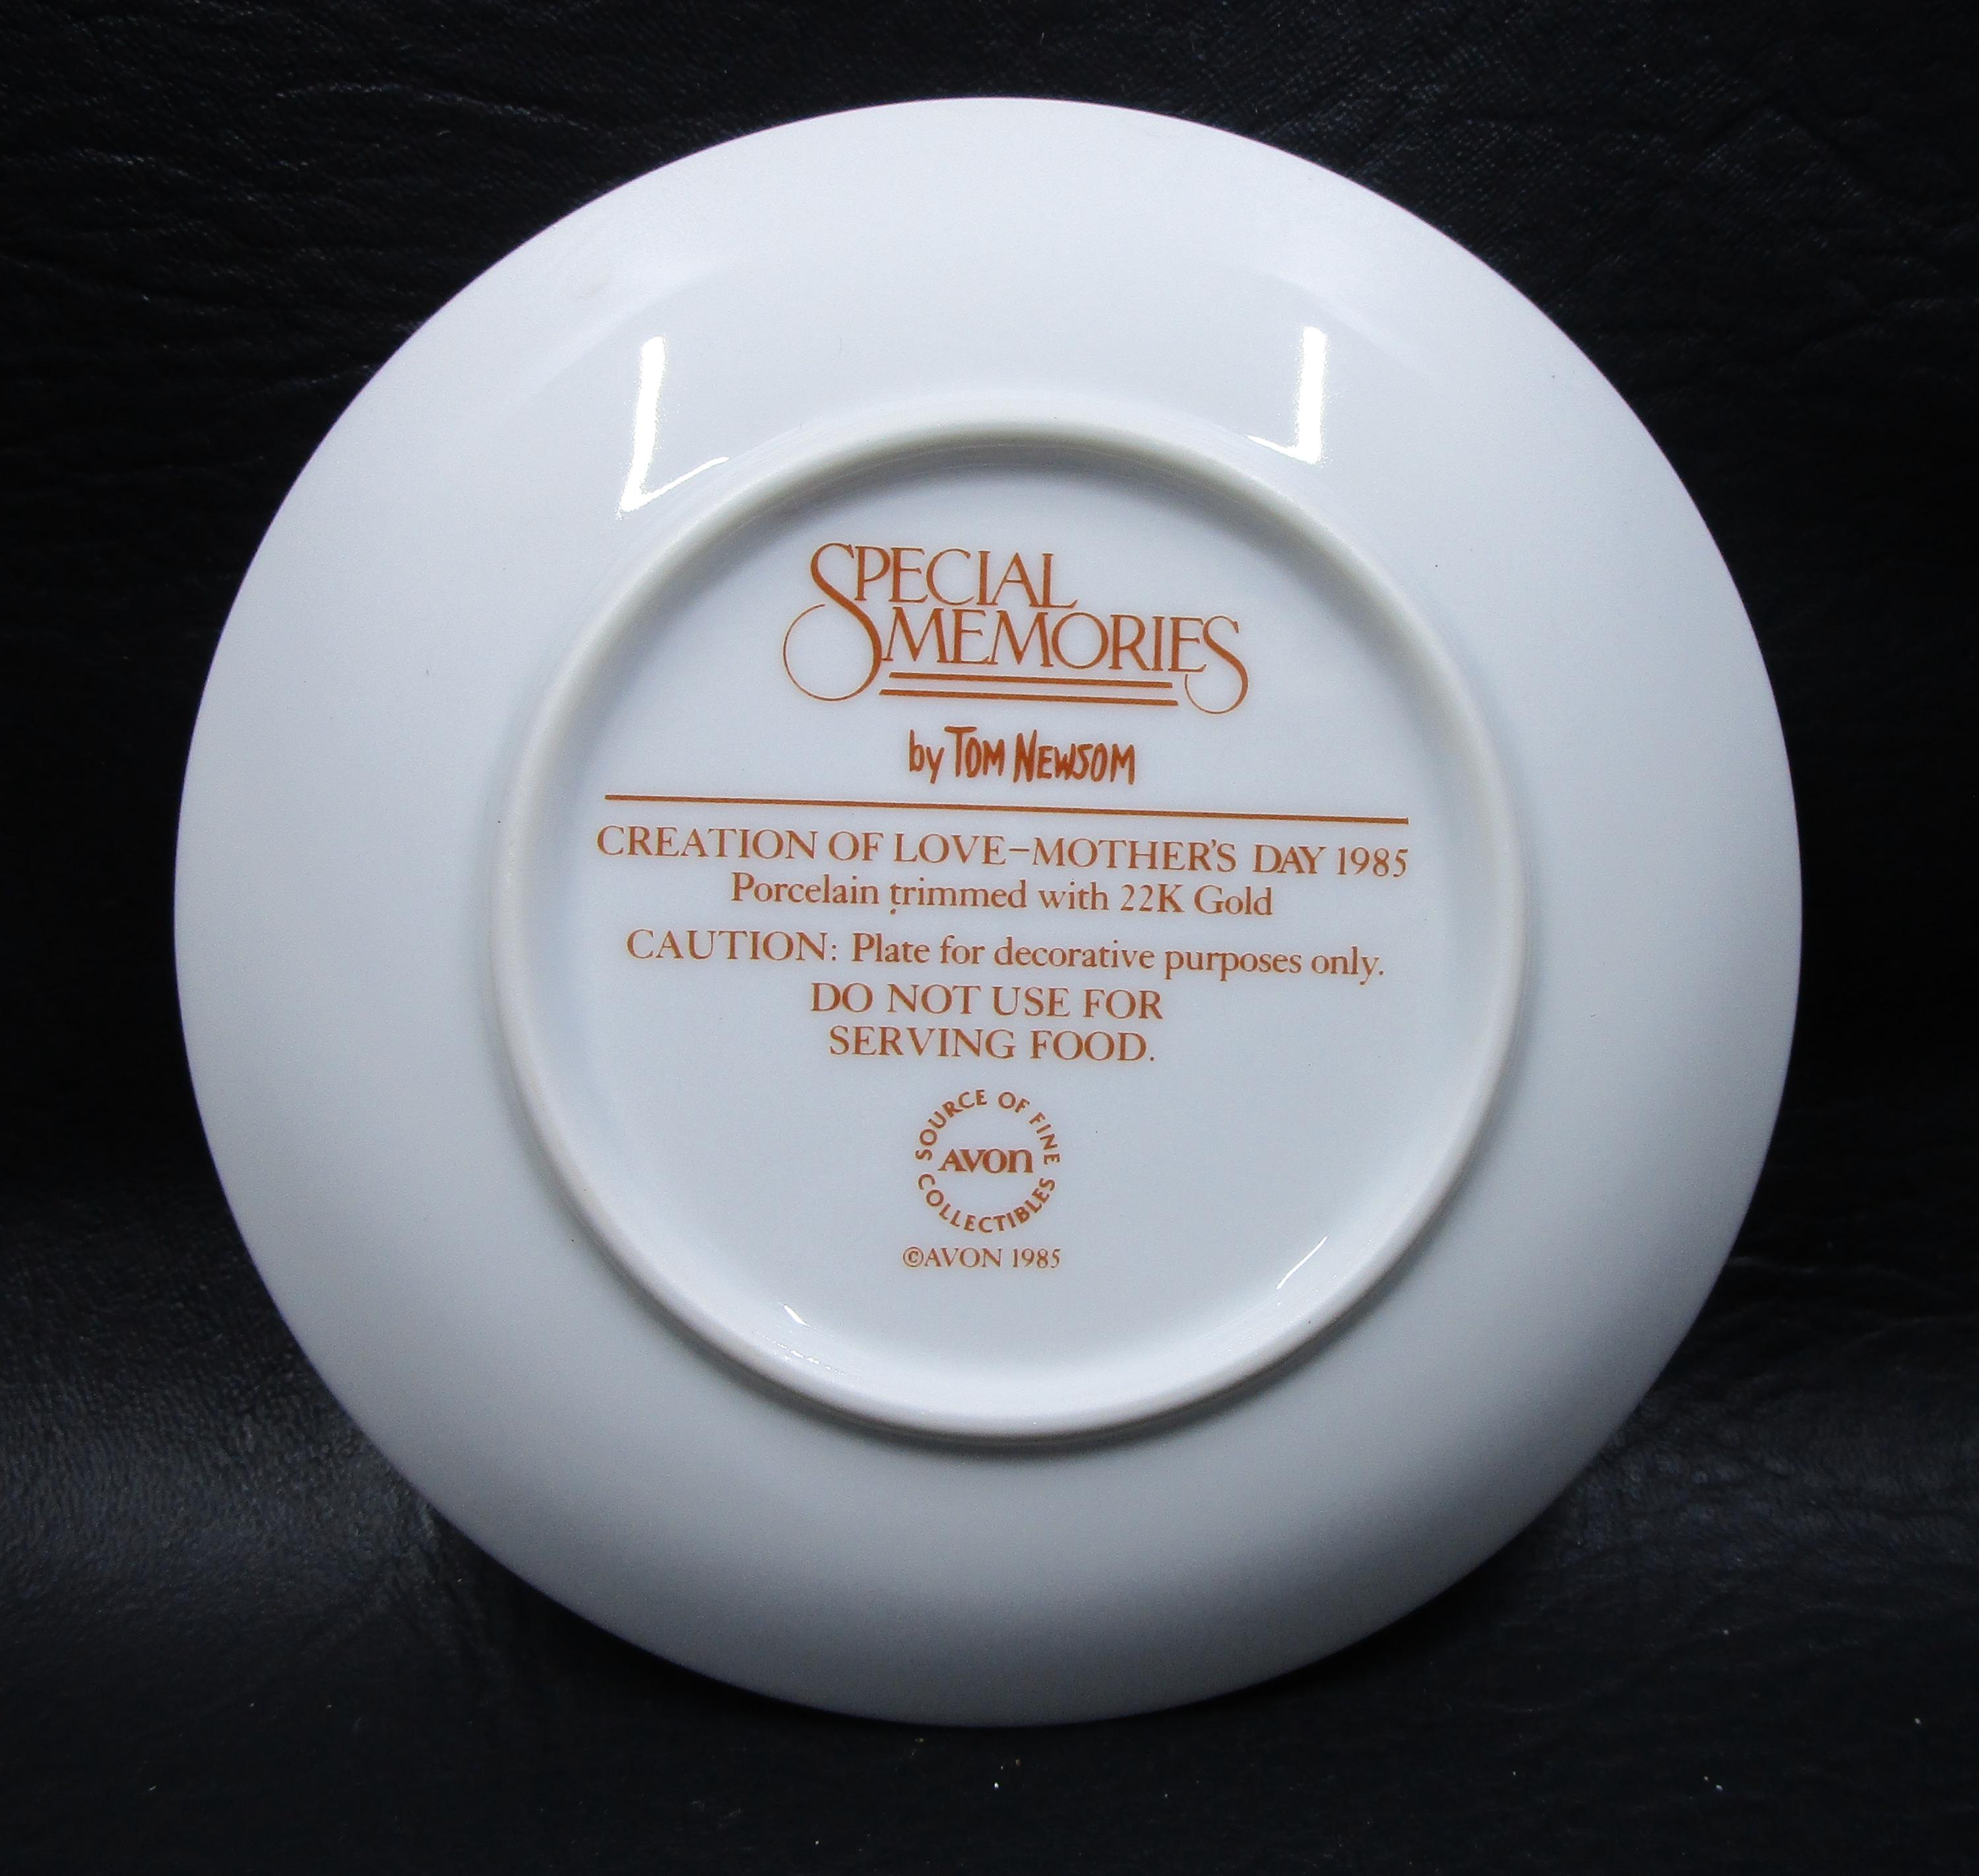 SPECIAL
MEMORIES
by TOM NEWSOM
CREATION OF LOVE–MOTHER'S DAY 1985
Porcelain trimmed with 22K Gold
CAUTION: Plate for decorative purposes only.
DO NOT USE FOR
SERVING FOOD.
SOURCE OF FINE
AVON
COLLECTIBLES
©AVON 1985